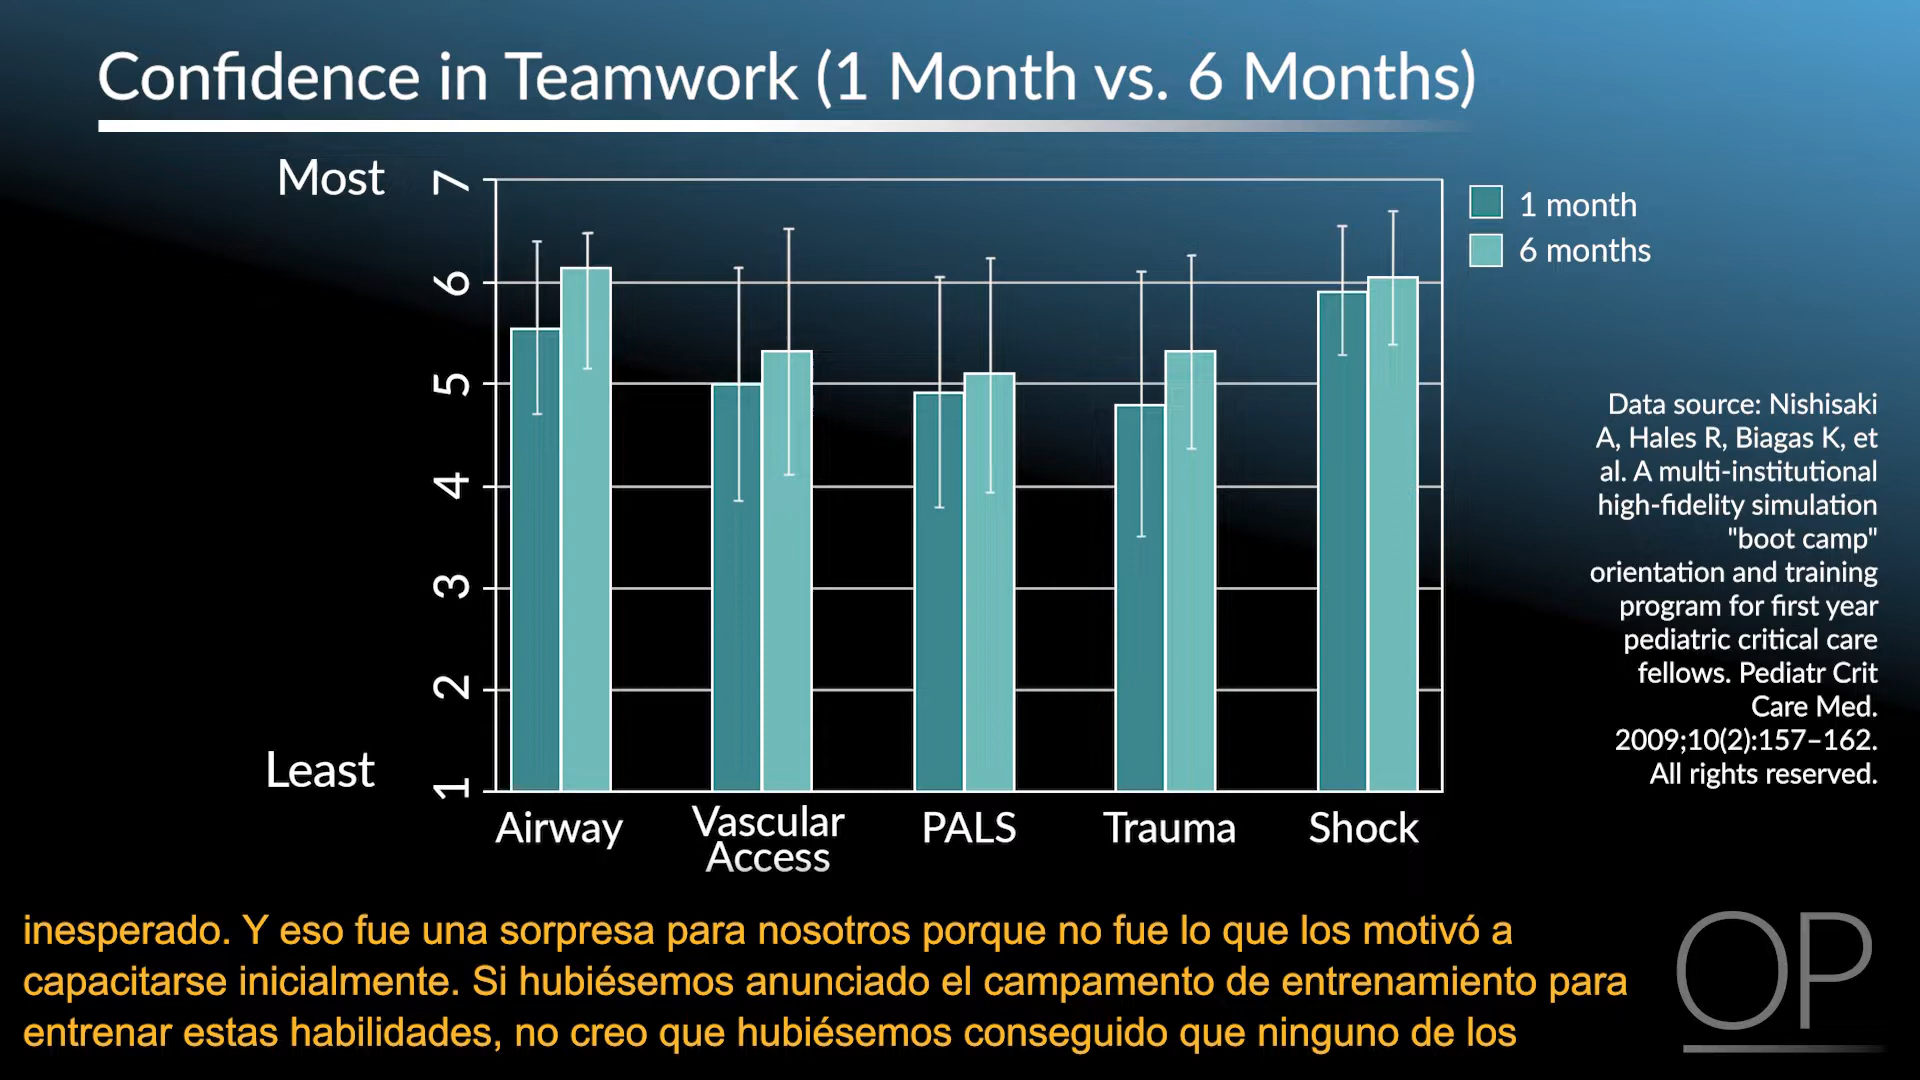 Confidence in Teamwork (1 Month vs. 6 Months)
Most
7
6
5
4
3
2
1
Least
1 month
6 months
Airway
Vascular
Access
PALS
Trauma
Shock
Data source: Nishisaki
A, Hales R, Biagas K, et
al. A multi-institutional
high-fidelity simulation
"boot camp"
orientation and training
program for first year
pediatric critical care
fellows. Pediatr Crit
Care Med.
2009;10(2):157–162.
All rights reserved.
inesperado. Y eso fue una sorpresa para nosotros porque no fue lo que los motivó a
capacitarse inicialmente. Si hubiésemos anunciado el campamento de entrenamiento para
entrenar estas habilidades, no creo que hubiésemos conseguido que ninguno de los
OP